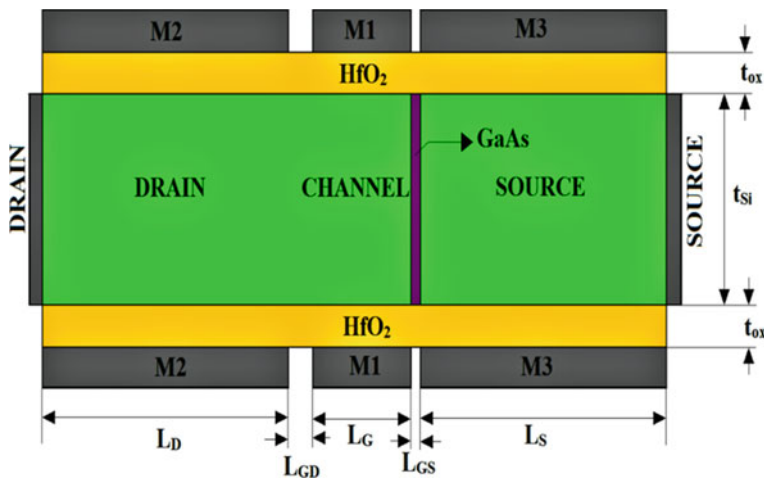 M2 M1 M3
HfO₂
tox
DRAIN
DRAIN CHANNEL SOURCE
GaAs
tSi
SOURCE
HfO₂
tox
M2 M1 M3
LD LGD LG LGS LS